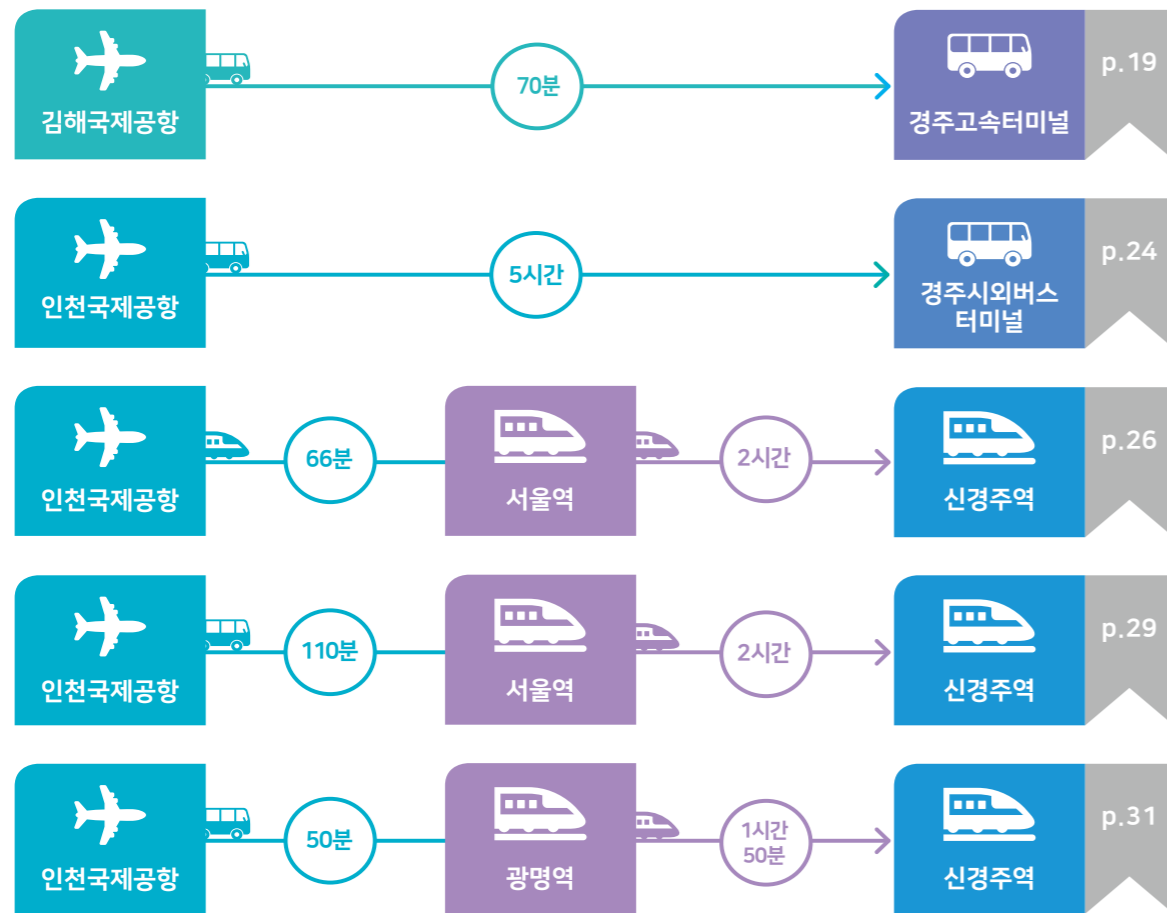 김해국제공항
70분
경주고속터미널
p.19
인천국제공항
5시간
경주시외버스
터미널
p.24
인천국제공항
66분
서울역
2시간
신경주역
p.26
인천국제공항
110분
서울역
2시간
신경주역
p.29
인천국제공항
50분
광명역
1시간
50분
신경주역
p.31